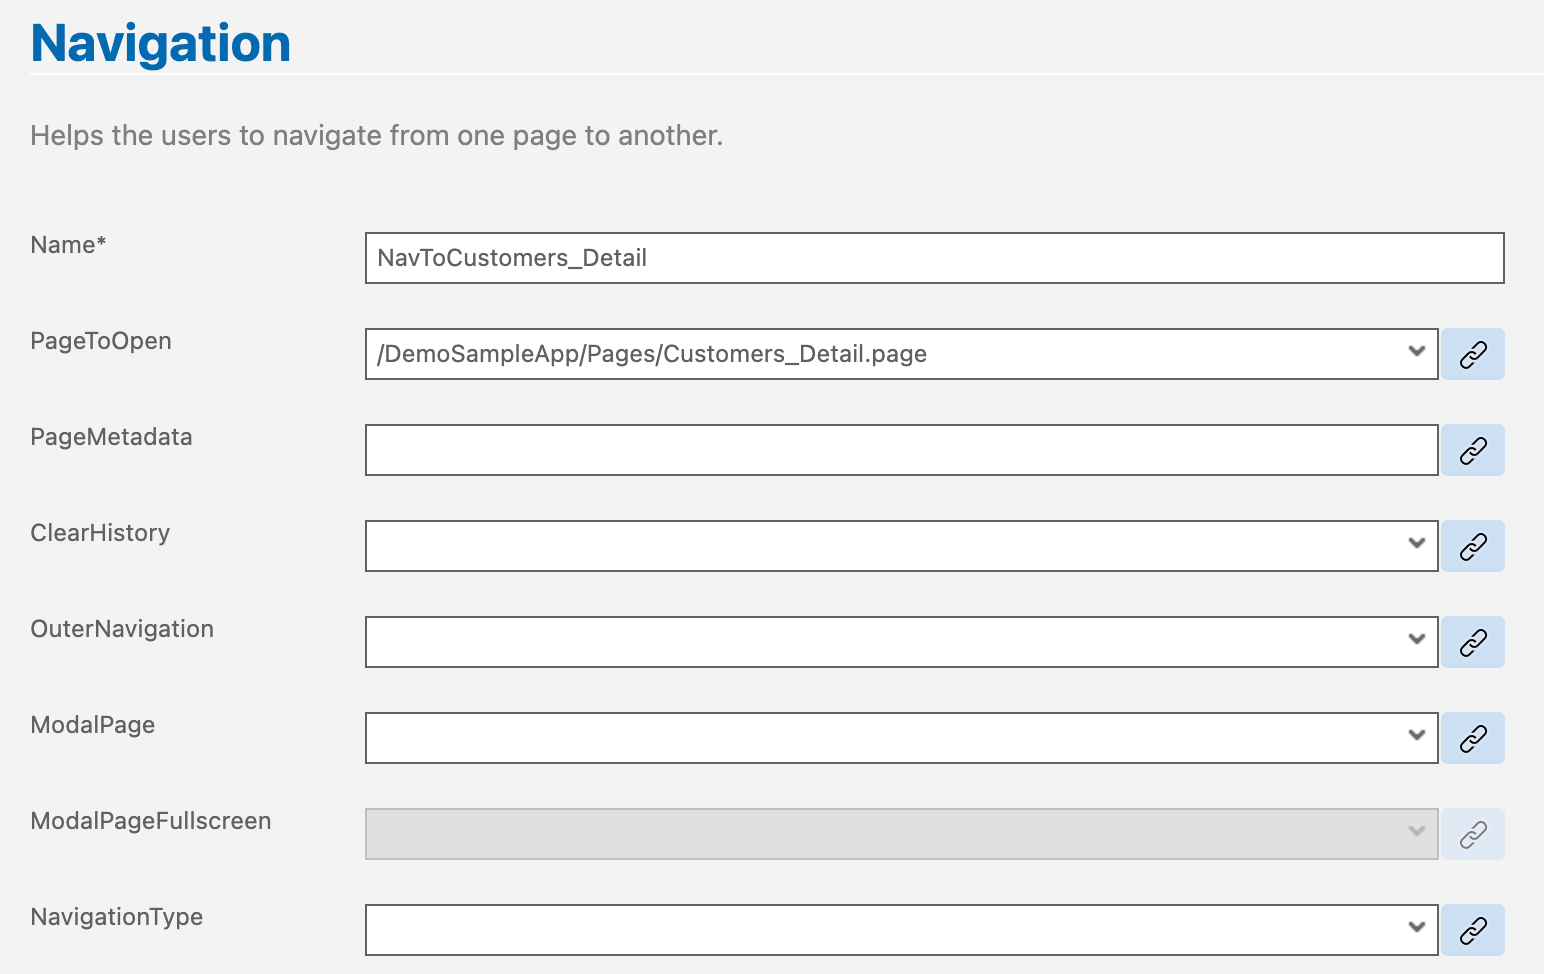 Navigation
Helps the users to navigate from one page to another.
Name*
NavToCustomers_Detail
PageToOpen
/DemoSampleApp/Pages/Customers_Detail.page
PageMetadata
ClearHistory
OuterNavigation
ModalPage
ModalPageFullscreen
NavigationType